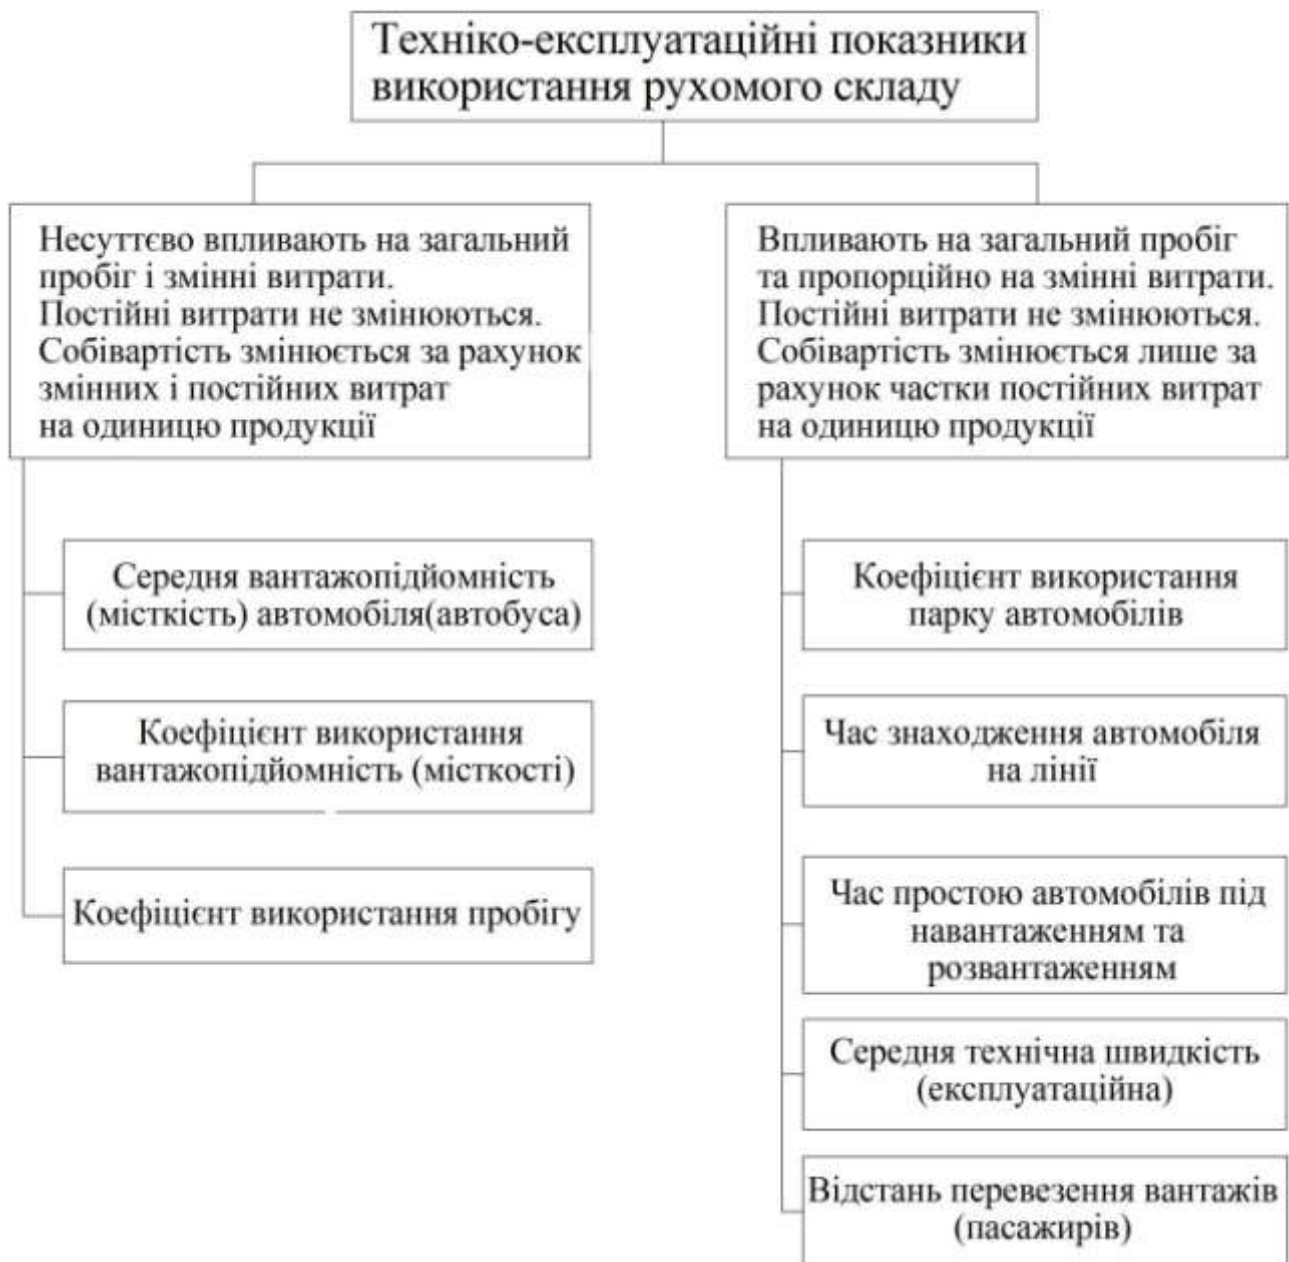 Техніко-експлуатаційні показники
використання рухомого складу
Несуттєво впливають на загальний
пробіг і змінні витрати.
Постійні витрати не змінюються.
Собівартість змінюється за рахунок
змінних і постійних витрат
на одиницю продукції
Середня вантажопідйомність
(місткість) автомобіля(автобуса)
Коефіцієнт використання
вантажопідйомність (місткості)
Коефіцієнт використання пробігу
Впливають на загальний пробіг
та пропорційно на змінні витрати.
Постійні витрати не змінюються.
Собівартість змінюється лише за
рахунок частки постійних витрат
на одиницю продукції
Коефіцієнт використання
парку автомобілів
Час знаходження автомобіля
на лінії
Час простою автомобілів під
навантаженням та
розвантаженням
Середня технічна швидкість
(експлуатаційна)
Відстань перевезення вантажів
(пасажирів)